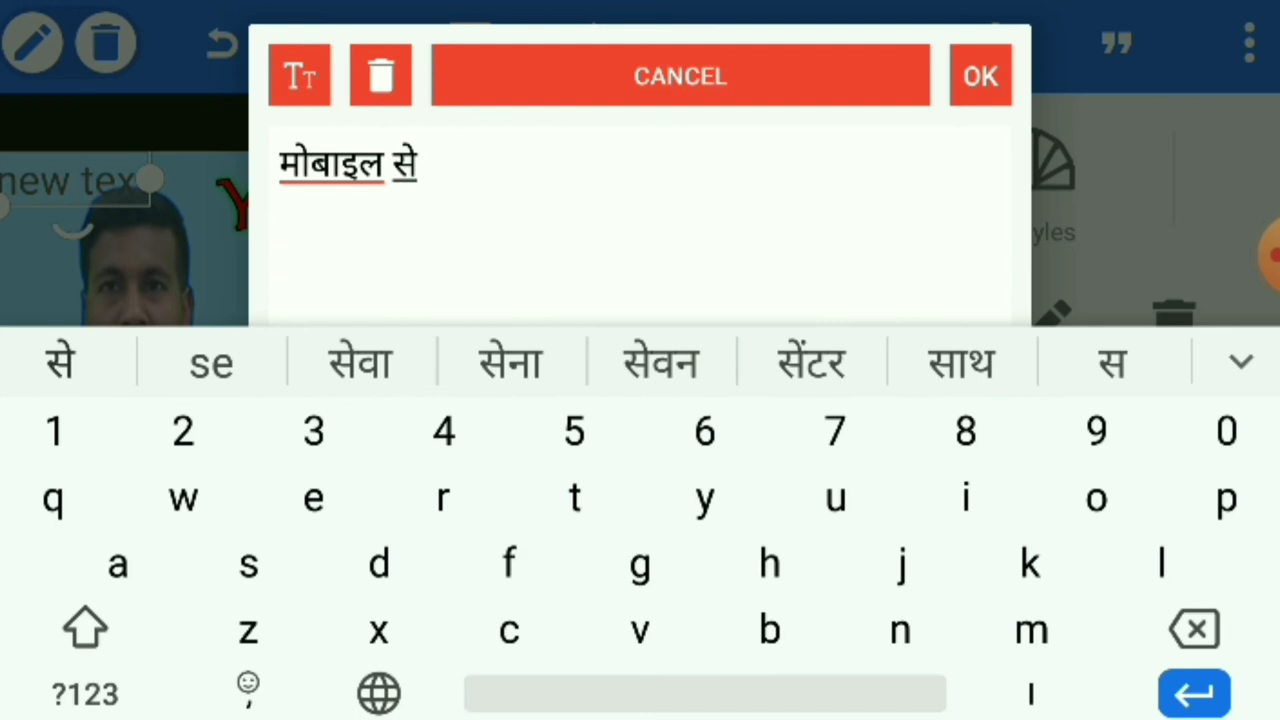 CANCEL
OK
Tт
मोबाइल से
new tex
Y
yles
से se सेवा सेना सेवन सेंटर साथ स
1 2 3 4 5 6 7 8 9 0
q w e r t y u i o p
a s d f g h j k l
z x c v b n m
?123 , ।